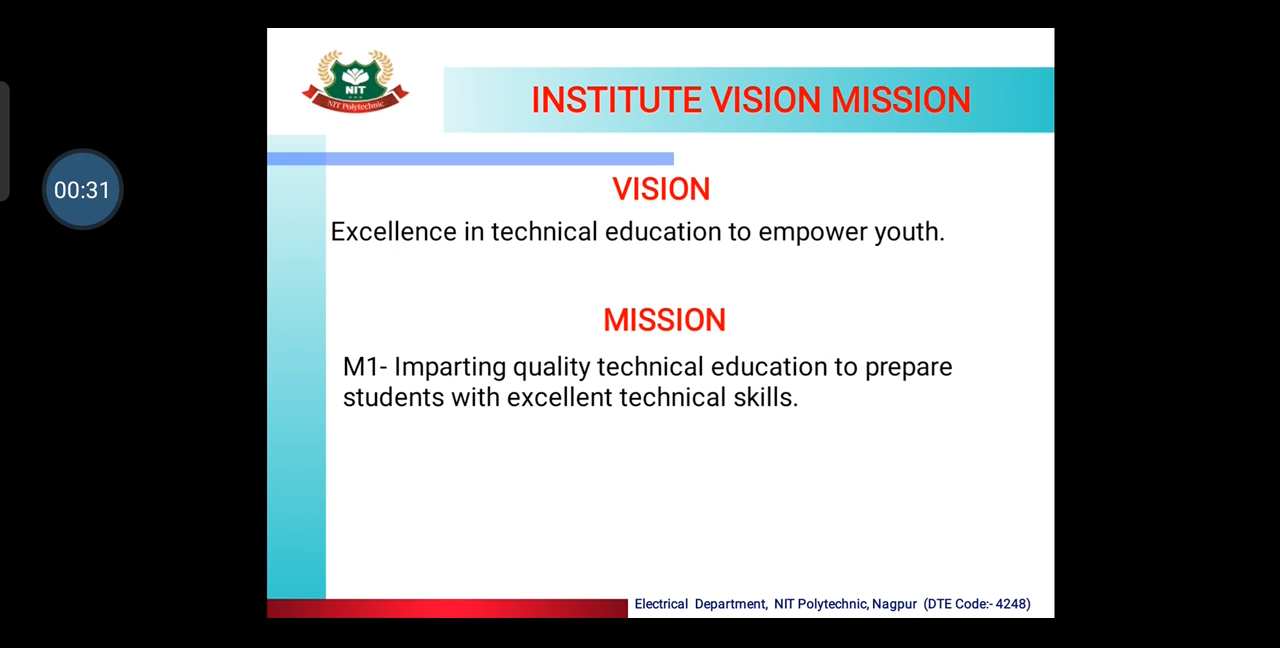 NIT
NIT Polytechnic
INSTITUTE VISION MISSION
00:31
VISION
Excellence in technical education to empower youth.
MISSION
M1- Imparting quality technical education to prepare
students with excellent technical skills.
Electrical Department, NIT Polytechnic, Nagpur (DTE Code:- 4248)